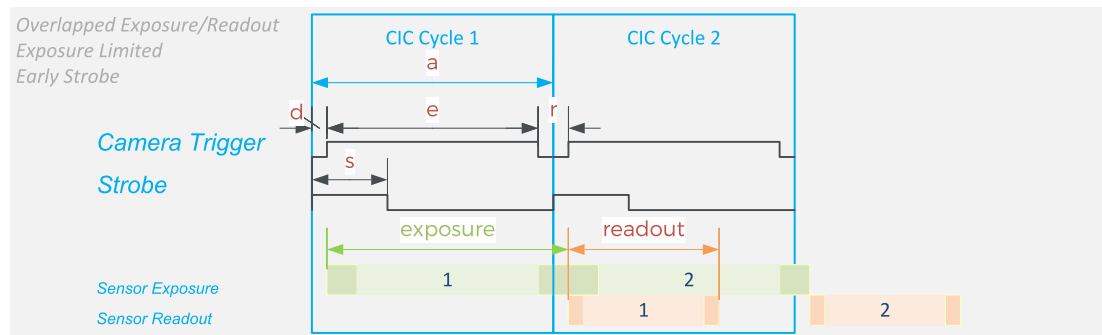 Overlapped Exposure/Readout
Exposure Limited
Early Strobe
CIC Cycle 1
CIC Cycle 2
a
d
e
r
Camera Trigger
s
Strobe
exposure
readout
Sensor Exposure
1
2
Sensor Readout
1
2